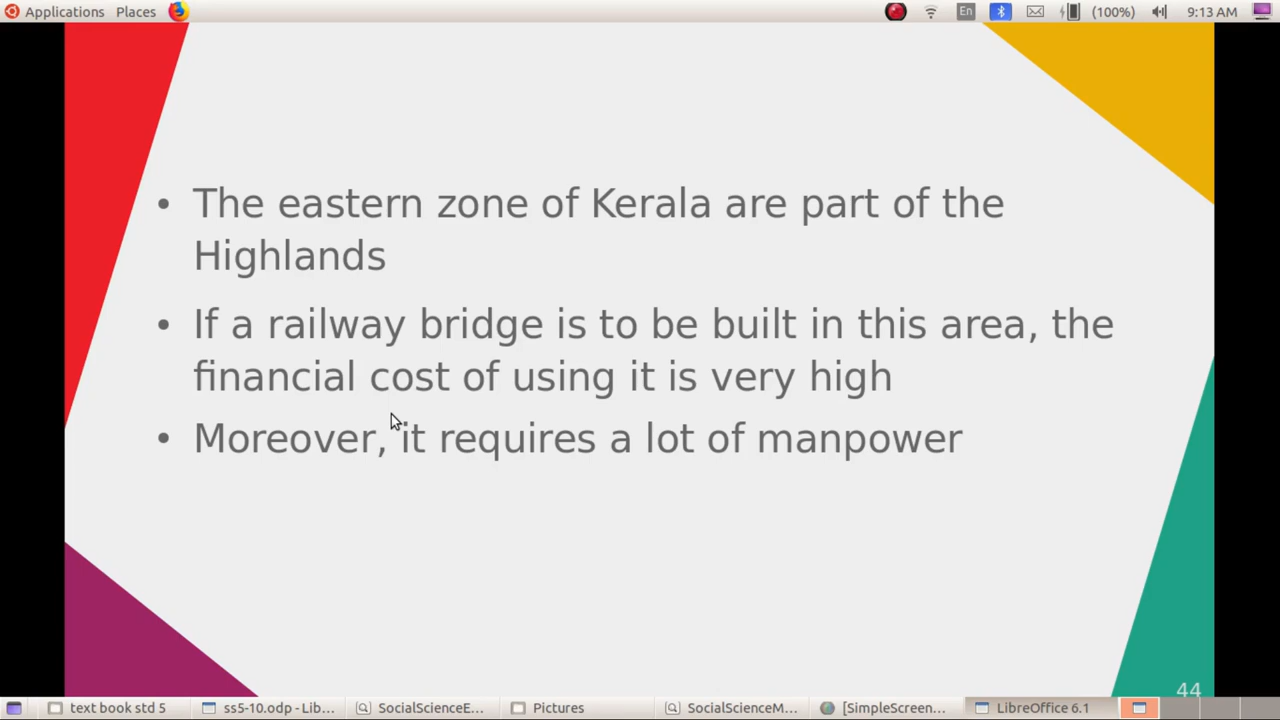 Applications Places En (100%) 9:13 AM
• The eastern zone of Kerala are part of the
Highlands
• If a railway bridge is to be built in this area, the
financial cost of using it is very high
• Moreover, it requires a lot of manpower
44
text book std 5 ss5-10.odp - Lib... SocialScienceE... Pictures SocialScienceM... [SimpleScreen... LibreOffice 6.1